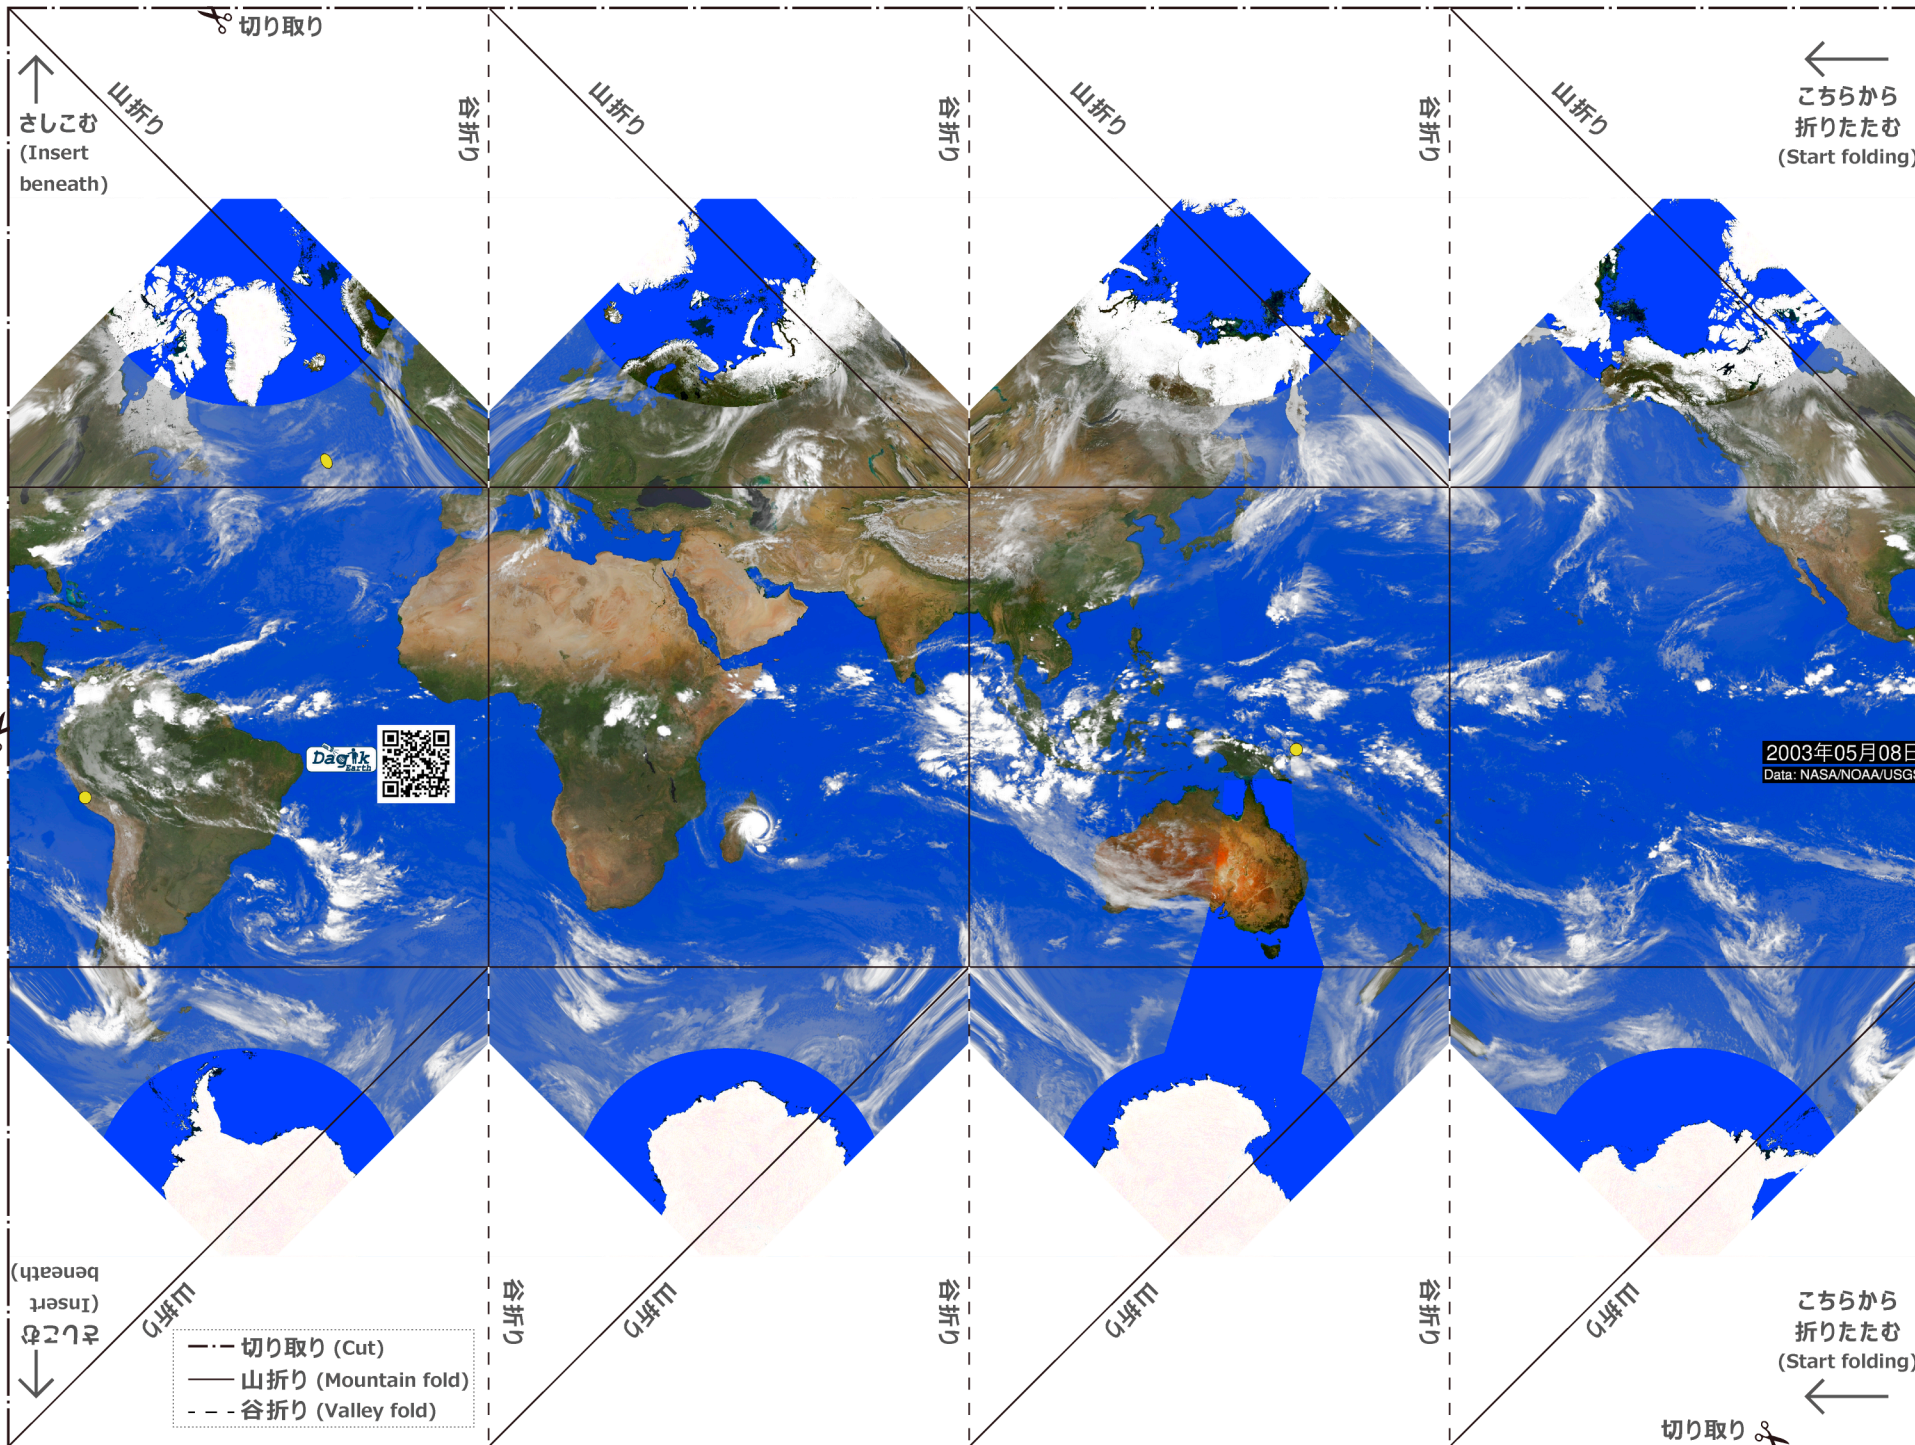 切り取り
さしこむ
(Insert
beneath)
山折り
谷折り
山折り
谷折り
山折り
谷折り
山折り
こちらから
折りたたむ
(Start folding)
Dagik
Earth
2003年05月08日
Data: NASA/NOAA/USGS
さしこむ
(Insert
beneath)
山折り
谷折り
山折り
谷折り
山折り
谷折り
山折り
こちらから
折りたたむ
(Start folding)
切り取り (Cut)
山折り (Mountain fold)
谷折り (Valley fold)
切り取り